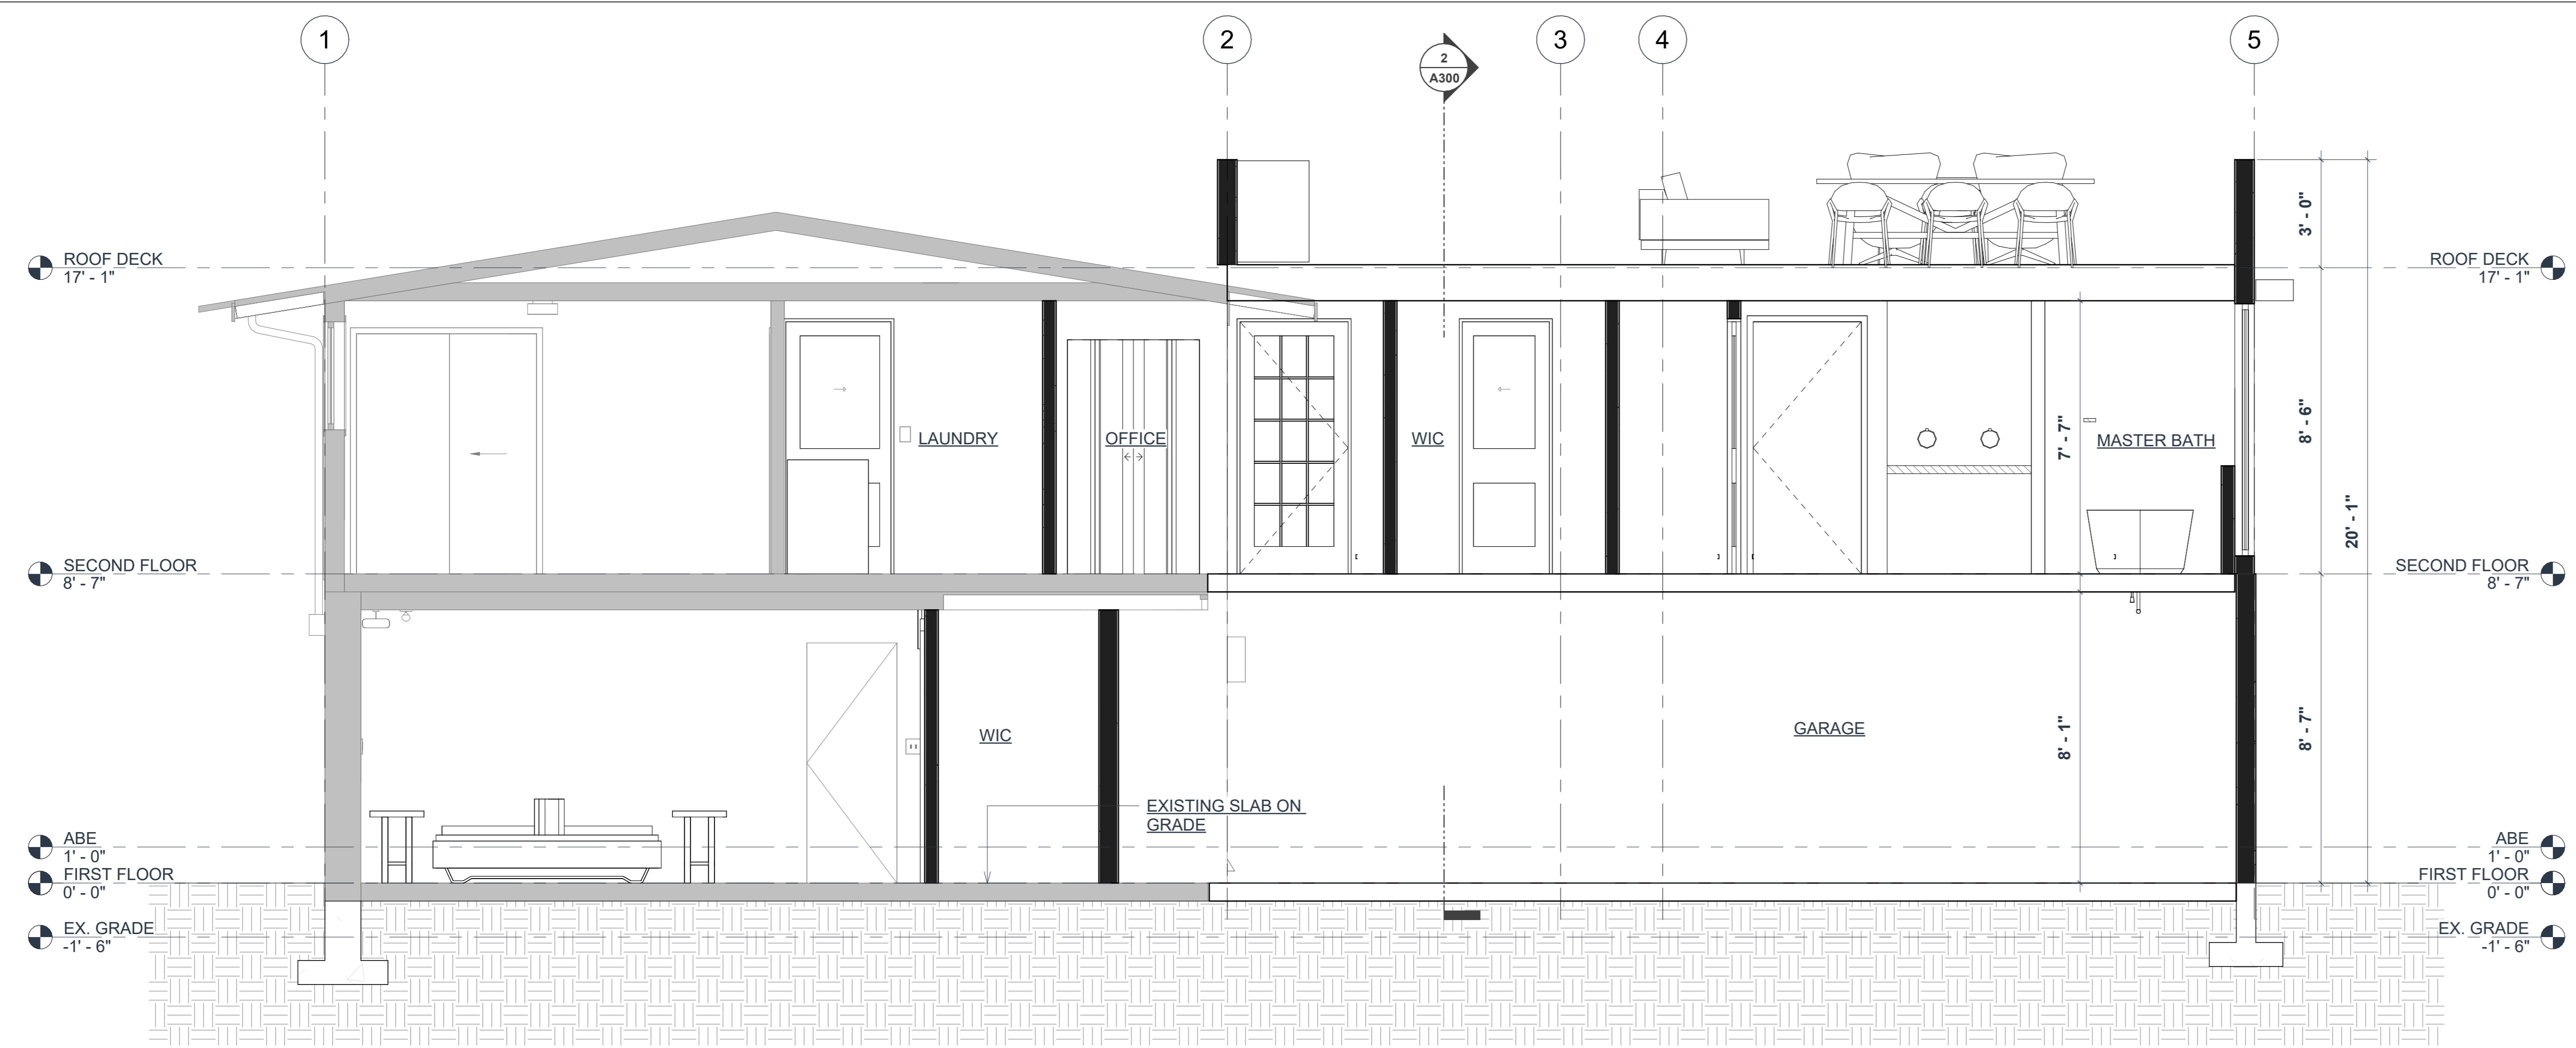 1
2
3
4
5
2
A300
ROOF DECK
17' - 1"
ROOF DECK
17' - 1"
3' - 0"
LAUNDRY
OFFICE
WIC
7' - 7"
MASTER BATH
8' - 6"
20' - 1"
SECOND FLOOR
8' - 7"
SECOND FLOOR
8' - 7"
WIC
GARAGE
8' - 1"
8' - 7"
EXISTING SLAB ON
GRADE
ABE
1' - 0"
ABE
1' - 0"
FIRST FLOOR
0' - 0"
FIRST FLOOR
0' - 0"
EX. GRADE
-1' - 6"
EX. GRADE
-1' - 6"